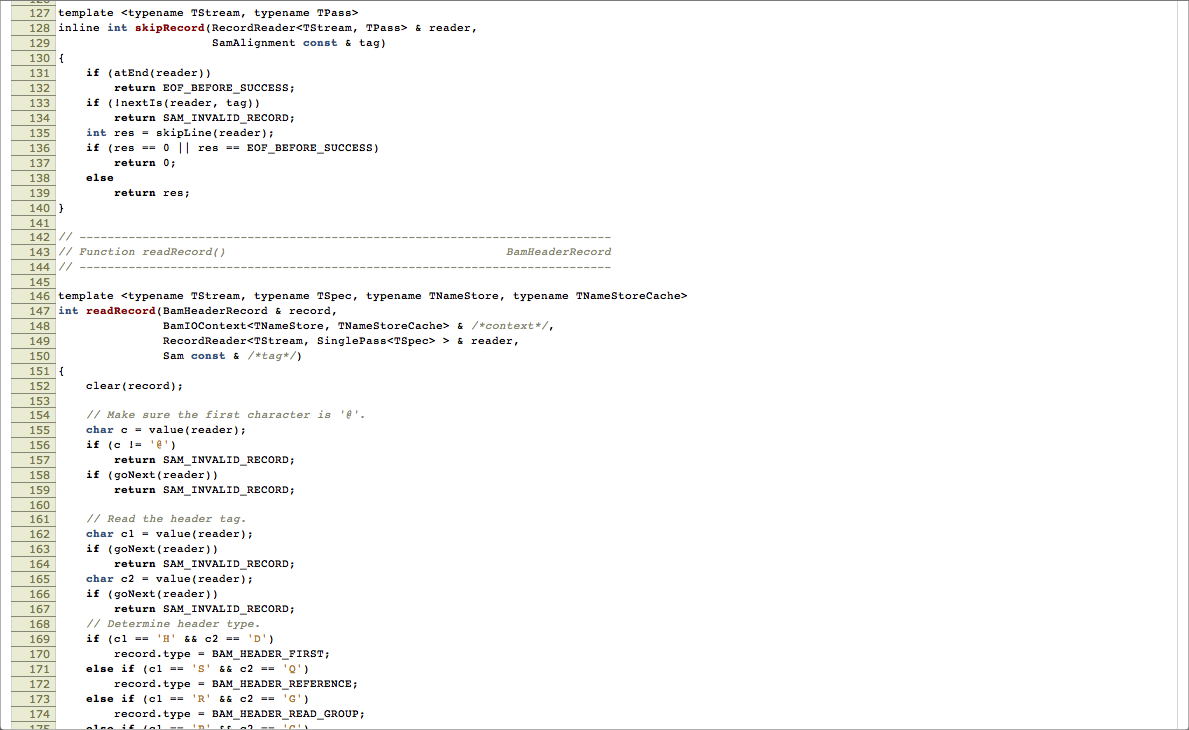 127 template <typename TStream, typename TPass>
128 inline int skipRecord(RecordReader<TStream, TPass> & reader,
129                       SamAlignment const & tag)
130 {
131     if (atEnd(reader))
132         return EOF_BEFORE_SUCCESS;
133     if (!nextIs(reader, tag))
134         return SAM_INVALID_RECORD;
135     int res = skipLine(reader);
136     if (res == 0 || res == EOF_BEFORE_SUCCESS)
137         return 0;
138     else
139         return res;
140 }
141
142 // ----------------------------------------------------------------------------
143 // Function readRecord()                                        BamHeaderRecord
144 // ----------------------------------------------------------------------------
145
146 template <typename TStream, typename TSpec, typename TNameStore, typename TNameStoreCache>
147 int readRecord(BamHeaderRecord & record,
148                BamIOContext<TNameStore, TNameStoreCache> & /*context*/,
149                RecordReader<TStream, SinglePass<TSpec> > & reader,
150                Sam const & /*tag*/)
151 {
152     clear(record);
153
154     // Make sure the first character is '@'.
155     char c = value(reader);
156     if (c != '@')
157         return SAM_INVALID_RECORD;
158     if (goNext(reader))
159         return SAM_INVALID_RECORD;
160
161     // Read the header tag.
162     char c1 = value(reader);
163     if (goNext(reader))
164         return SAM_INVALID_RECORD;
165     char c2 = value(reader);
166     if (goNext(reader))
167         return SAM_INVALID_RECORD;
168     // Determine header type.
169     if (c1 == 'H' && c2 == 'D')
170         record.type = BAM_HEADER_FIRST;
171     else if (c1 == 'S' && c2 == 'Q')
172         record.type = BAM_HEADER_REFERENCE;
173     else if (c1 == 'R' && c2 == 'G')
174         record.type = BAM_HEADER_READ_GROUP;
175     else if (c1 == 'P' && c2 == 'G')